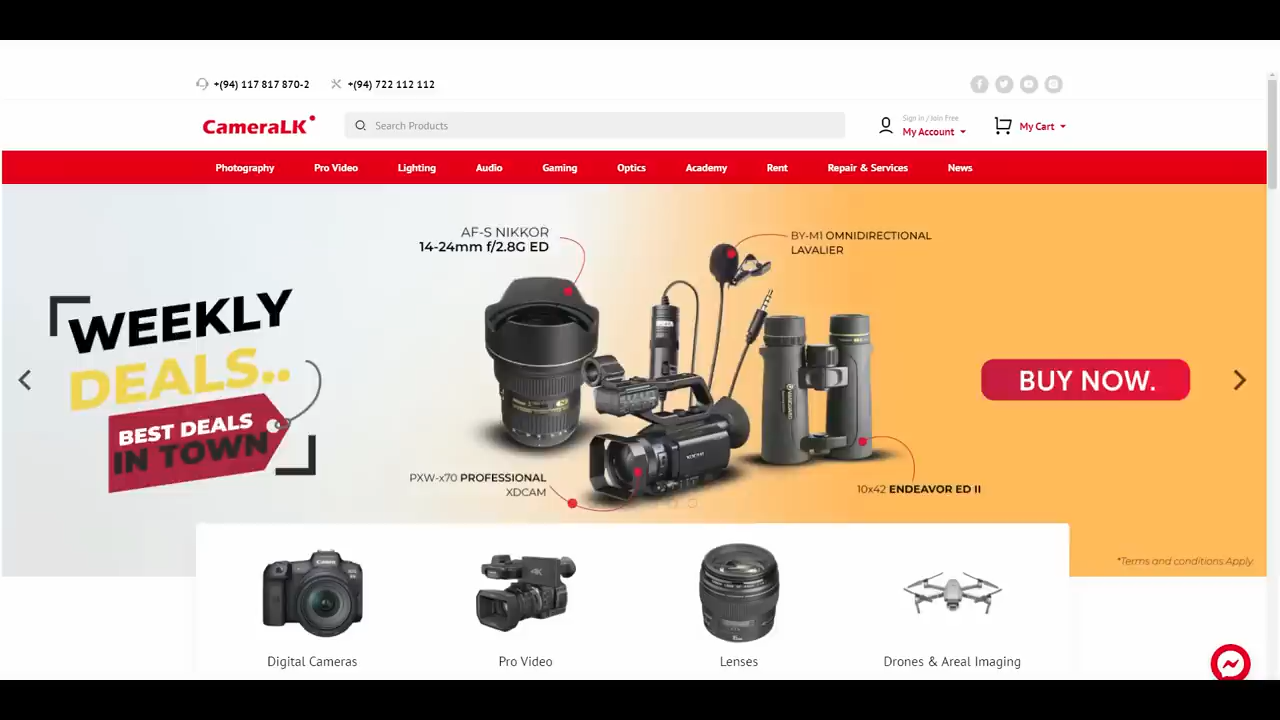 +(94) 117 817 870-2
+(94) 722 112 112
CameraLK
Search Products
Sign in / Join Free
My Account
My Cart
Photography
Pro Video
Lighting
Audio
Gaming
Optics
Academy
Rent
Repair & Services
News
WEEKLY
DEALS..
BEST DEALS
IN TOWN
AF-S NIKKOR
14-24mm f/2.8G ED
BY-M1 OMNIDIRECTIONAL
LAVALIER
PXW-x70 PROFESSIONAL
XDCAM
10x42 ENDEAVOR ED II
BUY NOW.
*Terms and conditions Apply
Digital Cameras
Pro Video
Lenses
Drones & Areal Imaging